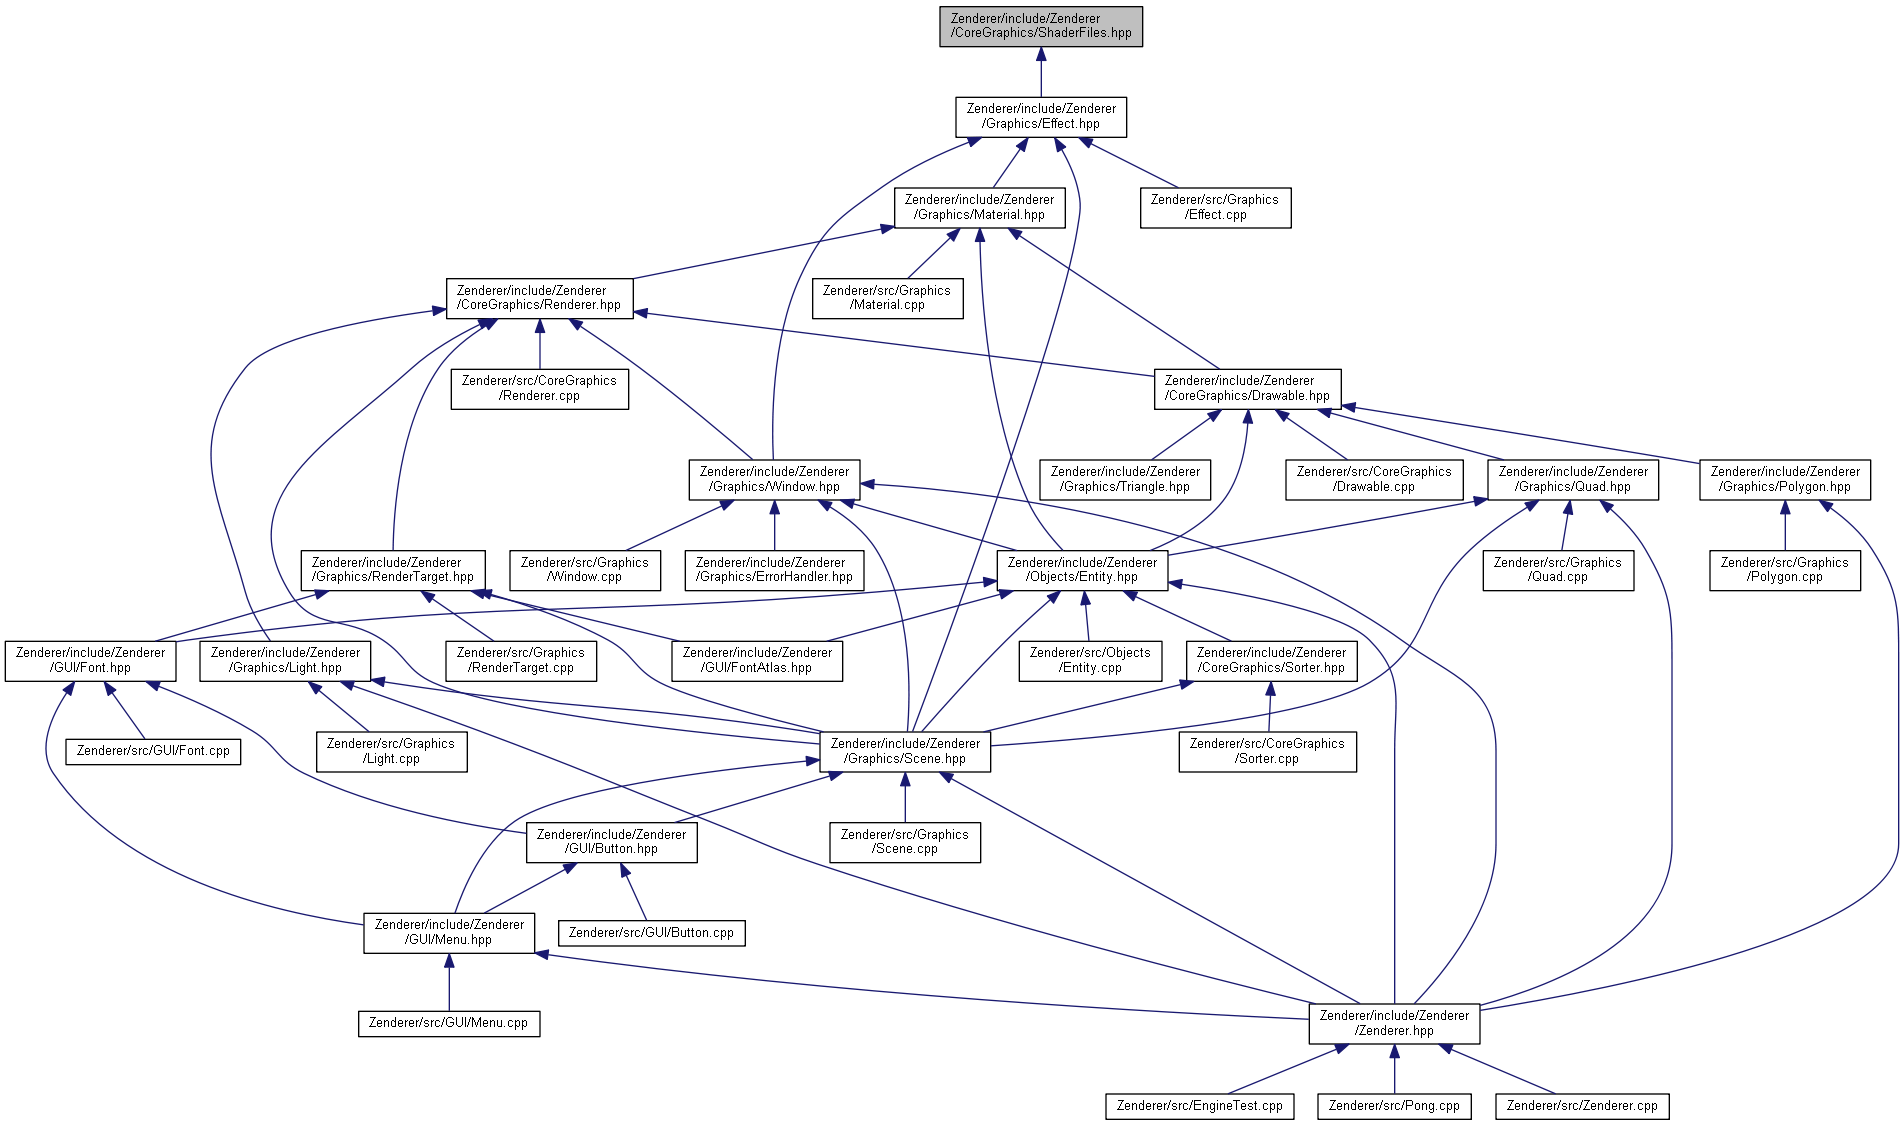 Zenderer/include/Zenderer
/CoreGraphics/ShaderFiles.hpp
Zenderer/include/Zenderer
/Graphics/Effect.hpp
Zenderer/include/Zenderer
/Graphics/Material.hpp
Zenderer/src/Graphics
/Effect.cpp
Zenderer/include/Zenderer
/CoreGraphics/Renderer.hpp
Zenderer/src/Graphics
/Material.cpp
Zenderer/src/CoreGraphics
/Renderer.cpp
Zenderer/include/Zenderer
/CoreGraphics/Drawable.hpp
Zenderer/include/Zenderer
/Graphics/Window.hpp
Zenderer/include/Zenderer
/Graphics/Triangle.hpp
Zenderer/src/CoreGraphics
/Drawable.cpp
Zenderer/include/Zenderer
/Graphics/Quad.hpp
Zenderer/include/Zenderer
/Graphics/Polygon.hpp
Zenderer/include/Zenderer
/Graphics/RenderTarget.hpp
Zenderer/src/Graphics
/Window.cpp
Zenderer/include/Zenderer
/Graphics/ErrorHandler.hpp
Zenderer/include/Zenderer
/Objects/Entity.hpp
Zenderer/src/Graphics
/Quad.cpp
Zenderer/src/Graphics
/Polygon.cpp
Zenderer/include/Zenderer
/GUI/Font.hpp
Zenderer/include/Zenderer
/Graphics/Light.hpp
Zenderer/src/Graphics
/RenderTarget.cpp
Zenderer/include/Zenderer
/GUI/FontAtlas.hpp
Zenderer/src/Objects
/Entity.cpp
Zenderer/include/Zenderer
/CoreGraphics/Sorter.hpp
Zenderer/src/GUI/Font.cpp
Zenderer/src/Graphics
/Light.cpp
Zenderer/include/Zenderer
/Graphics/Scene.hpp
Zenderer/src/CoreGraphics
/Sorter.cpp
Zenderer/include/Zenderer
/GUI/Button.hpp
Zenderer/src/Graphics
/Scene.cpp
Zenderer/include/Zenderer
/GUI/Menu.hpp
Zenderer/src/GUI/Button.cpp
Zenderer/src/GUI/Menu.cpp
Zenderer/include/Zenderer
/Zenderer.hpp
Zenderer/src/EngineTest.cpp
Zenderer/src/Pong.cpp
Zenderer/src/Zenderer.cpp